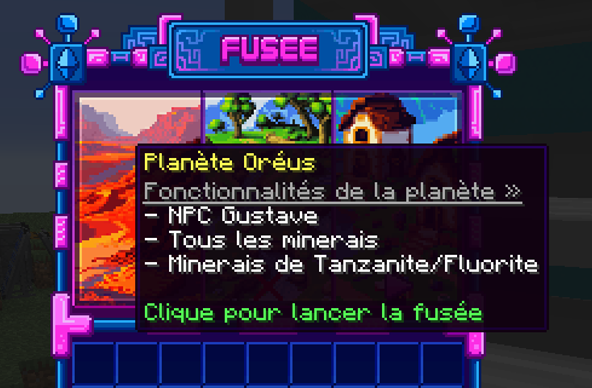 FUSEE
Planète Oréus
Fonctionnalités de la planète »
- NPC Gustave
- Tous les minerais
- Minerais de Tanzanite/Fluorite
Clique pour lancer la fusée